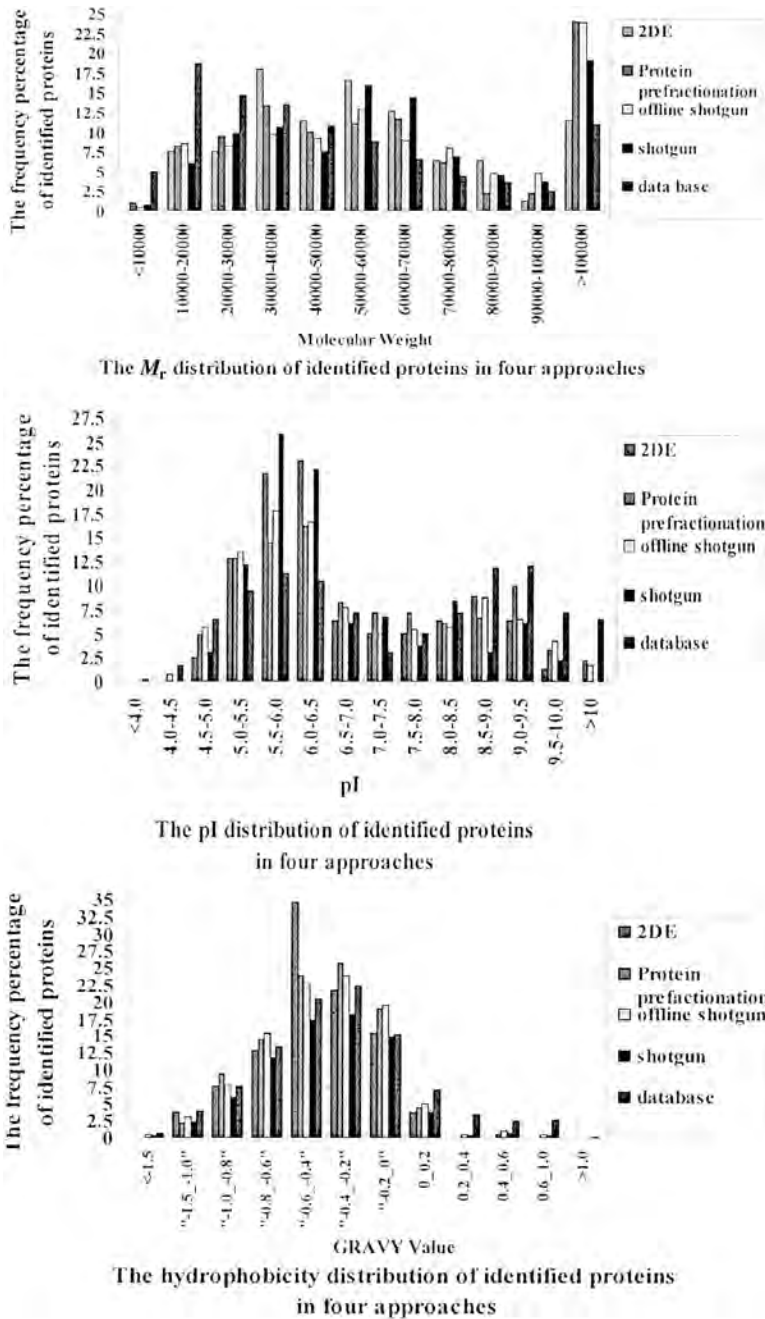 The frequency percentage
of identified proteins
25
22.5
20
17.5
15
12.5
10
7.5
5
2.5
0
<10000
10000-20000
20000-30000
30000-40000
40000-50000
50000-60000
60000-70000
70000-80000
80000-90000
90000-100000
>100000
Molecular Weight
2DE
Protein
prefractionation
offline shotgun
shotgun
data base
The Mr distribution of identified proteins in four approaches
The frequency percentage
of identified proteins
27.5
25
22.5
20
17.5
15
12.5
10
7.5
5
2.5
0
<4.0
4.0-4.5
4.5-5.0
5.0-5.5
5.5-6.0
6.0-6.5
6.5-7.0
7.0-7.5
7.5-8.0
8.0-8.5
8.5-9.0
9.0-9.5
9.5-10.0
>10
pI
2DE
Protein
prefractionation
offline shotgun
shotgun
database
The pI distribution of identified proteins
in four approaches
The frequency percentage
of identified proteins
35
32.5
30
27.5
25
22.5
20
17.5
15
12.5
10
7.5
5
2.5
0
<-1.5
"-1.5_-1.0"
"-1.0_-0.8"
"-0.8_-0.6"
"-0.6_-0.4"
"-0.4_-0.2"
"-0.2_0"
0_0.2
0.2_0.4
0.4_0.6
0.6_1.0
>1.0
GRAVY Value
2DE
Protein
prefactionation
offline shotgun
shotgun
database
The hydrophobicity distribution of identified proteins
in four approaches